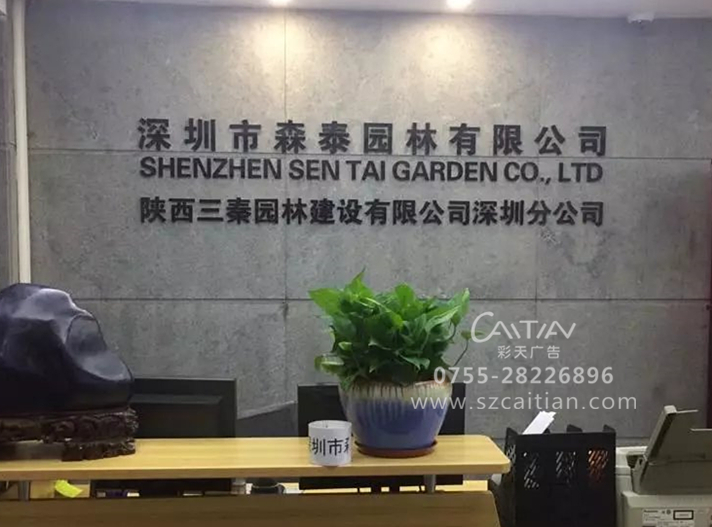 深圳市森泰园林有限公司
SHENZHEN SEN TAI GARDEN CO., LTD
陕西三秦园林建设有限公司深圳分公司
CAITIAN
彩天广告
0755-28226896
www.szcaitian.com
圳市森